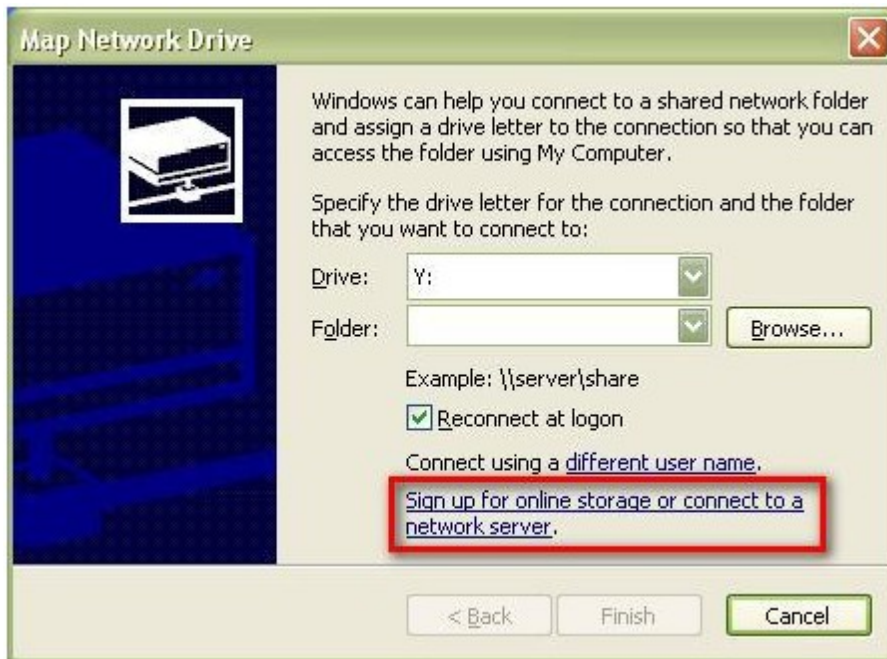 Map Network Drive
Windows can help you connect to a shared network folder
and assign a drive letter to the connection so that you can
access the folder using My Computer.
Specify the drive letter for the connection and the folder
that you want to connect to:
Drive: Y:
Folder: Browse...
Example: \\server\share
Reconnect at logon
Connect using a different user name.
Sign up for online storage or connect to a
network server.
< Back Finish Cancel